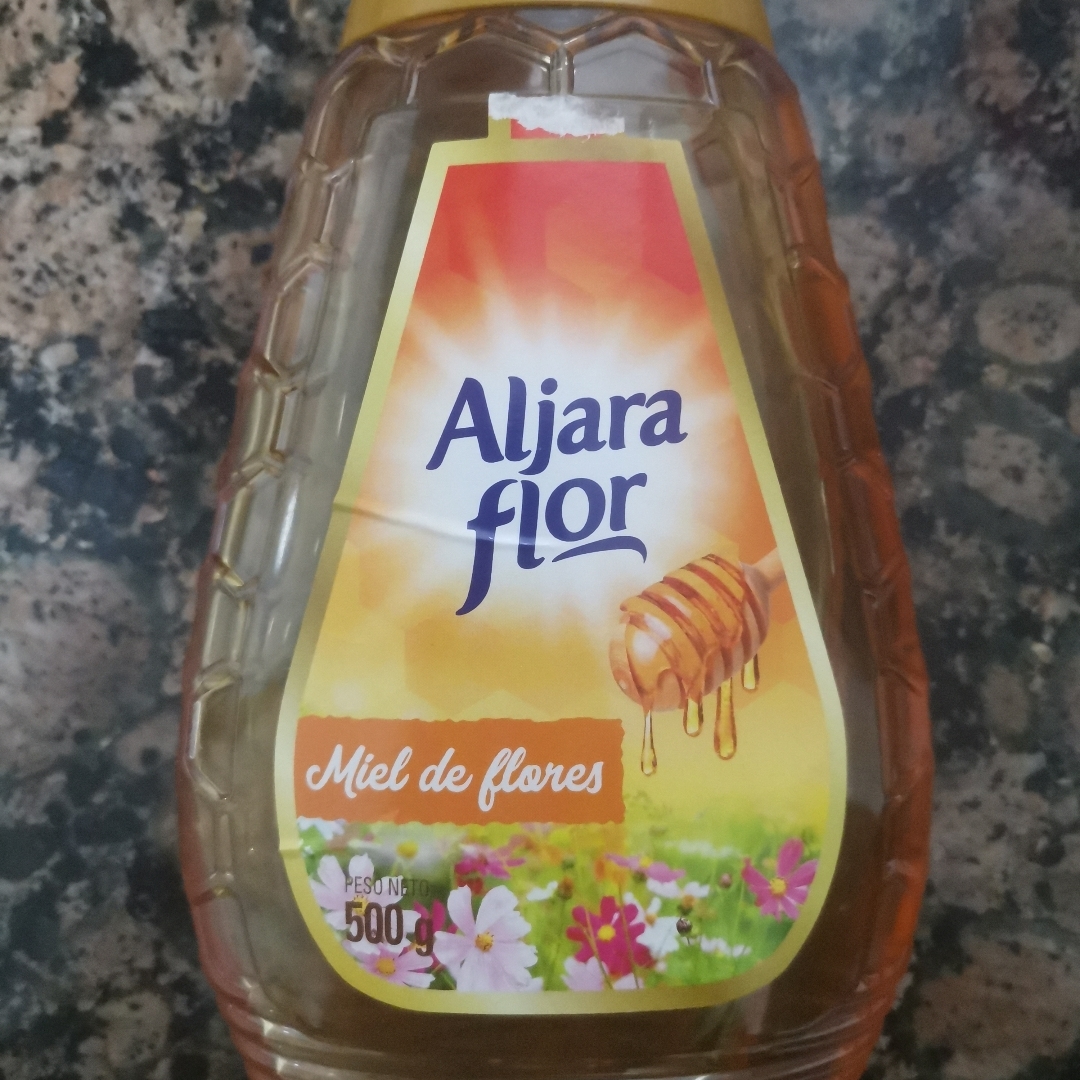 Aljara
flor
Miel de flores
PESO NETO
500 g